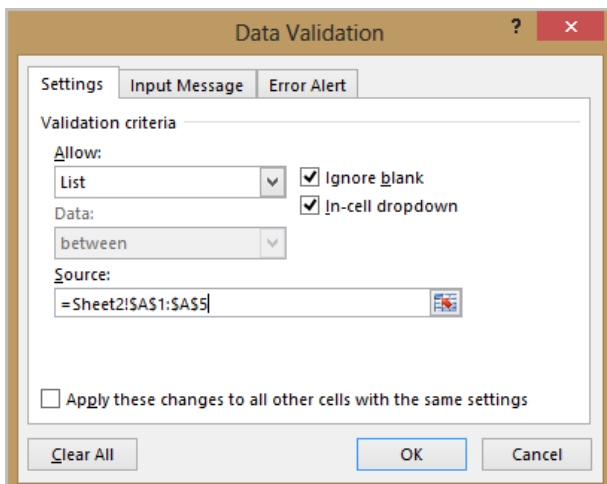 Data Validation ?
Settings Input Message Error Alert
Validation criteria
Allow:
List
Ignore blank
Data:
In-cell dropdown
between
Source:
=Sheet2!$A$1:$A$5
Apply these changes to all other cells with the same settings
Clear All OK Cancel